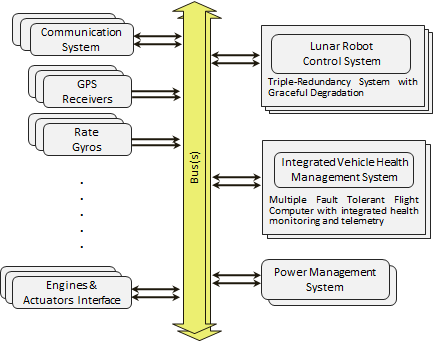 Communication
System
GPS
Receivers
Rate
Gyros
Engines &
Actuators Interface
Bus(s)
Lunar Robot
Control System
Triple-Redundancy System with
Graceful Degradation
Integrated Vehicle Health
Management System
Multiple Fault Tolerant Flight
Computer with integrated health
monitoring and telemetry
Power Management
System